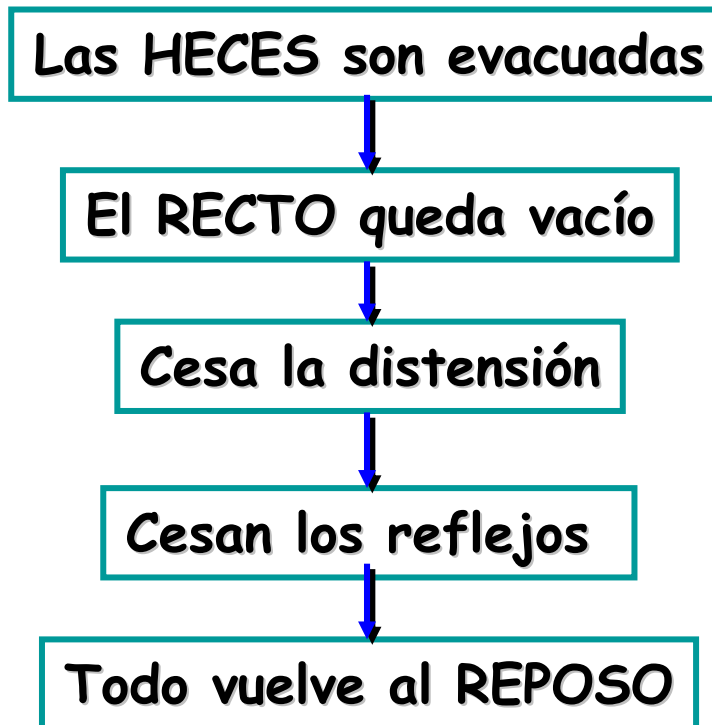 Las HECES son evacuadas
El RECTO queda vacío
Cesa la distensión
Cesan los reflejos
Todo vuelve al REPOSO